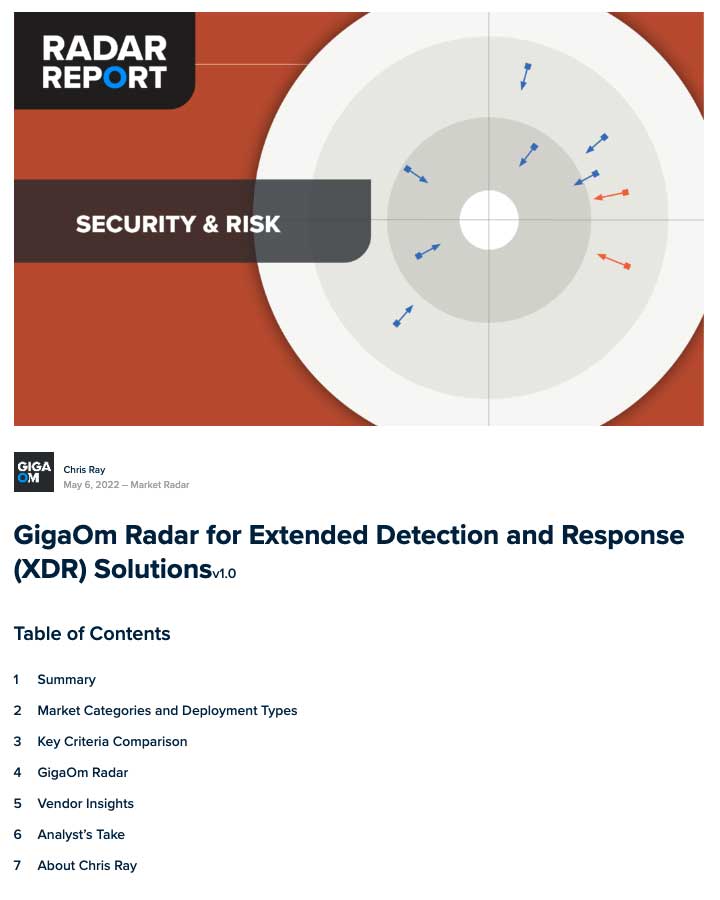 RADAR
REPORT
SECURITY & RISK
GIGA
OM
Chris Ray
May 6, 2022 – Market Radar
GigaOm Radar for Extended Detection and Response
(XDR) Solutionsv1.0
Table of Contents
1 Summary
2 Market Categories and Deployment Types
3 Key Criteria Comparison
4 GigaOm Radar
5 Vendor Insights
6 Analyst’s Take
7 About Chris Ray